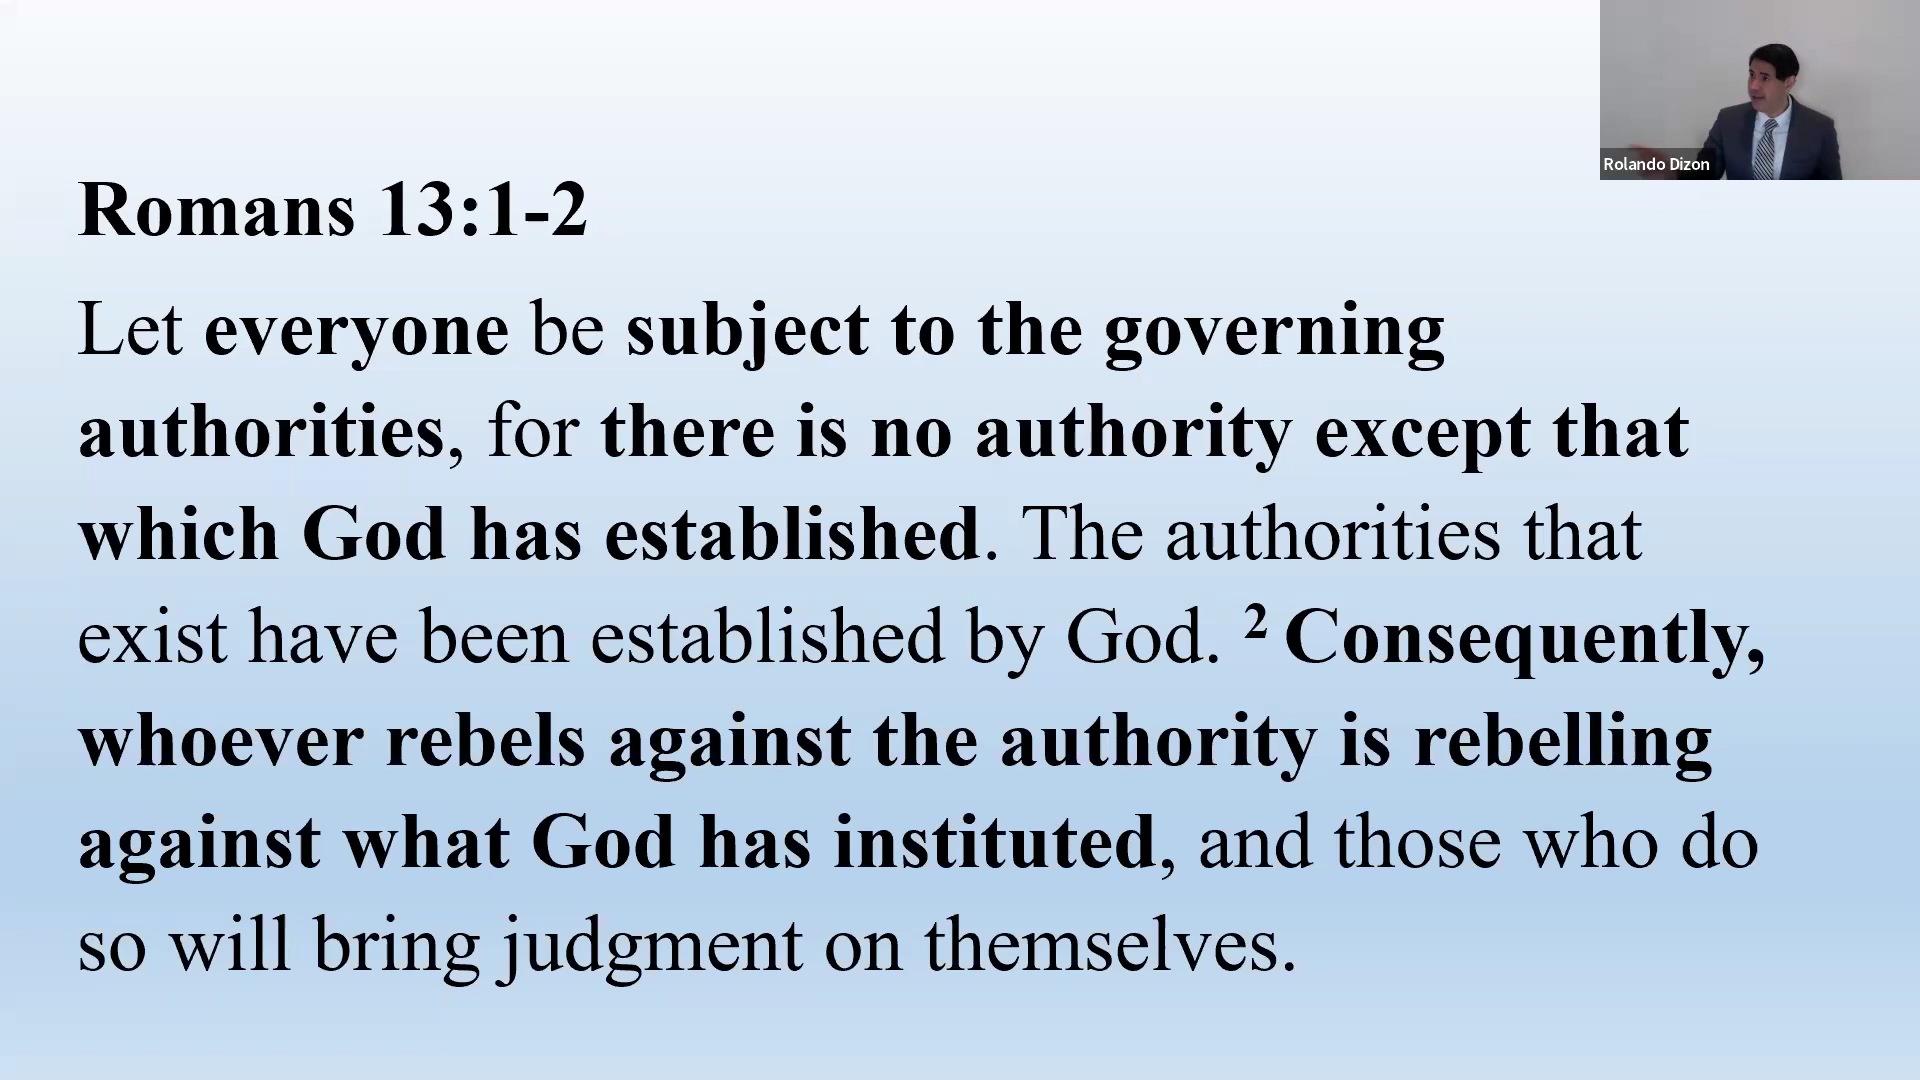 Rolando Dizon
Romans 13:1-2
Let everyone be subject to the governing
authorities, for there is no authority except that
which God has established. The authorities that
exist have been established by God. 2 Consequently,
whoever rebels against the authority is rebelling
against what God has instituted, and those who do
so will bring judgment on themselves.